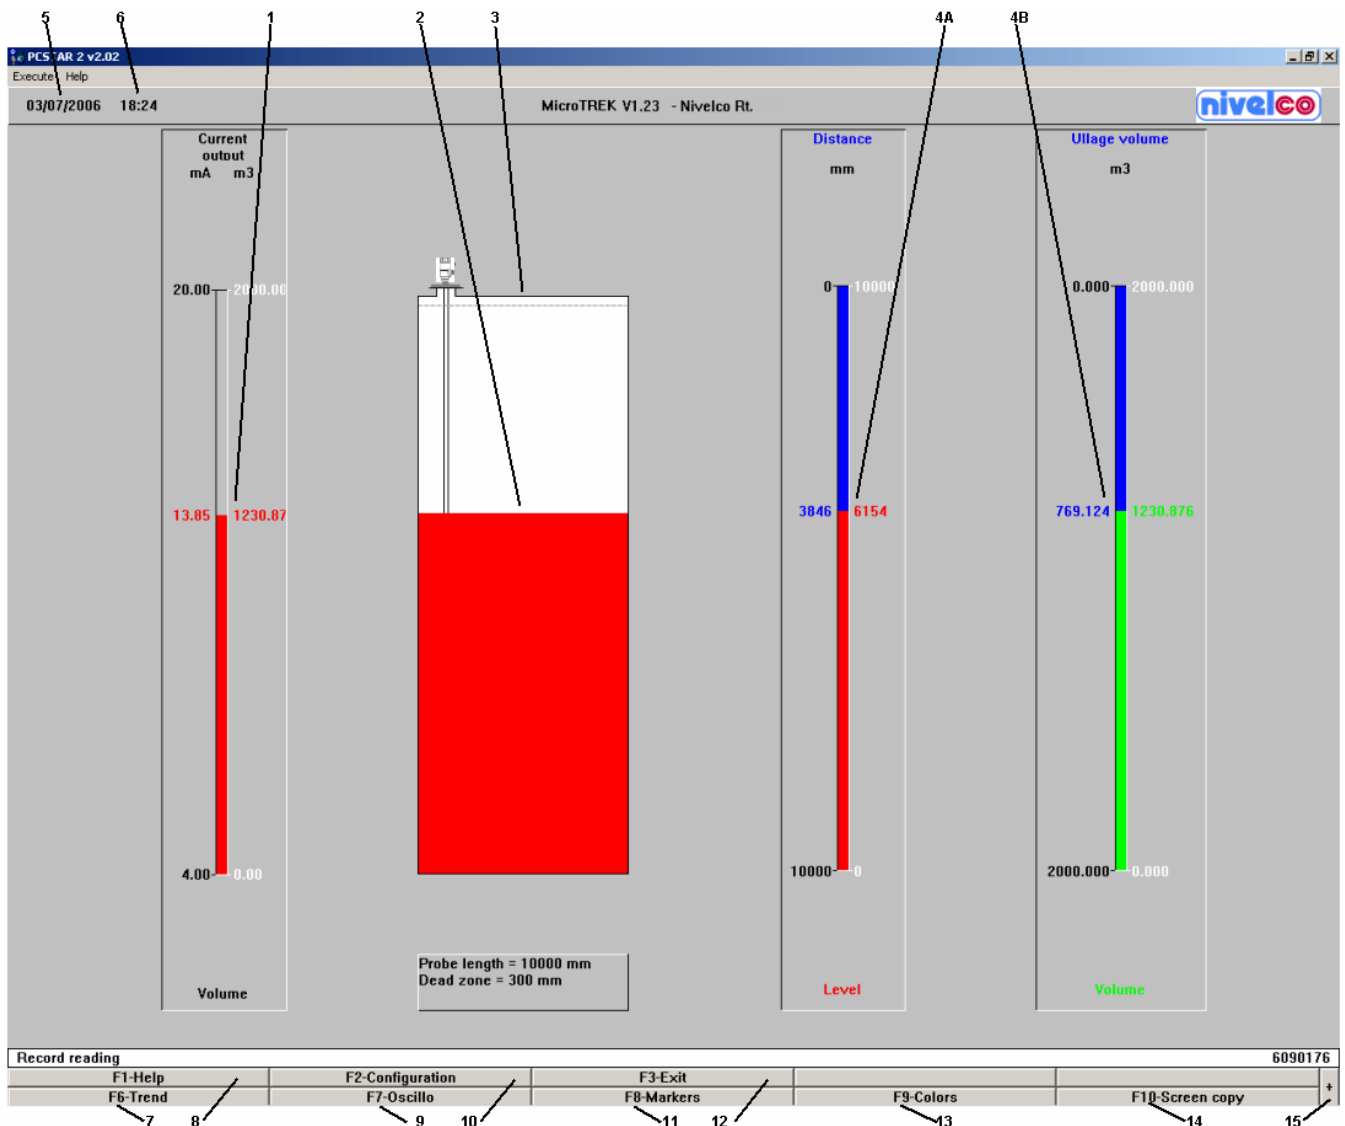 5 6 1 2 3 4A 4B
PCSTAR 2 v2.02
Execute Help
03/07/2006 18:24 MicroTREK V1.23 - Nivelco Rt. nivelco
Current
output
mA m3
Distance
mm
Ullage volume
m3
20.00 2000.00
0 10000
0.000 2000.000
13.85 1230.87
3846 6154
769.124 1230.876
4.00 0.00
10000 0
2000.000 0.000
Probe length = 10000 mm
Dead zone = 300 mm
Volume
Level
Volume
Record reading 6090176
F1-Help F2-Configuration F3-Exit
F6-Trend F7-Oscillo F8-Markers F9-Colors F10-Screen copy +
7 8 9 10 11 12 13 14 15